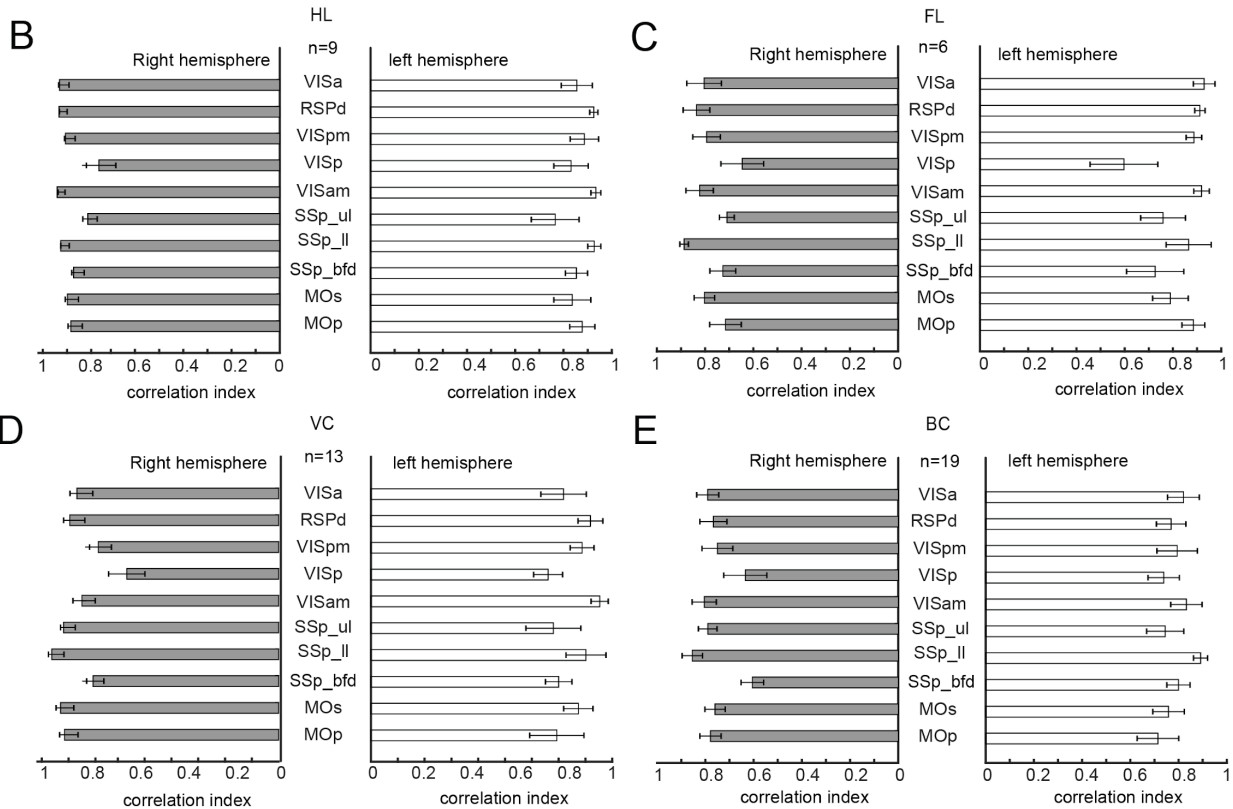 B
HL
n=9
Right hemisphere
left hemisphere
VISa
RSPd
VISpm
VISp
VISam
SSp_ul
SSp_ll
SSp_bfd
MOs
MOp
1 0.8 0.6 0.4 0.2 0
0 0.2 0.4 0.6 0.8 1
correlation index
correlation index
C
FL
n=6
Right hemisphere
left hemisphere
VISa
RSPd
VISpm
VISp
VISam
SSp_ul
SSp_ll
SSp_bfd
MOs
MOp
1 0.8 0.6 0.4 0.2 0
0 0.2 0.4 0.6 0.8 1
correlation index
correlation index
D
VC
n=13
Right hemisphere
left hemisphere
VISa
RSPd
VISpm
VISp
VISam
SSp_ul
SSp_ll
SSp_bfd
MOs
MOp
1 0.8 0.6 0.4 0.2 0
0 0.2 0.4 0.6 0.8 1
correlation index
correlation index
E
BC
n=19
Right hemisphere
left hemisphere
VISa
RSPd
VISpm
VISp
VISam
SSp_ul
SSp_ll
SSp_bfd
MOs
MOp
1 0.8 0.6 0.4 0.2 0
0 0.2 0.4 0.6 0.8 1
correlation index
correlation index